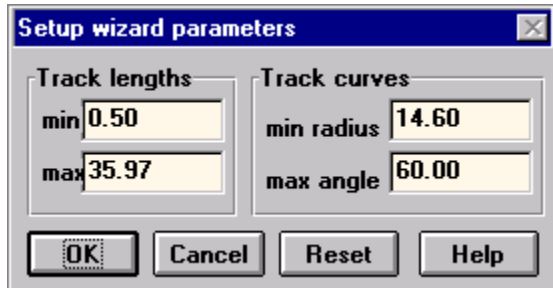 Setup wizard parameters
Track lengths
min 0.50
max 35.97
Track curves
min radius 14.60
max angle 60.00
OK Cancel Reset Help